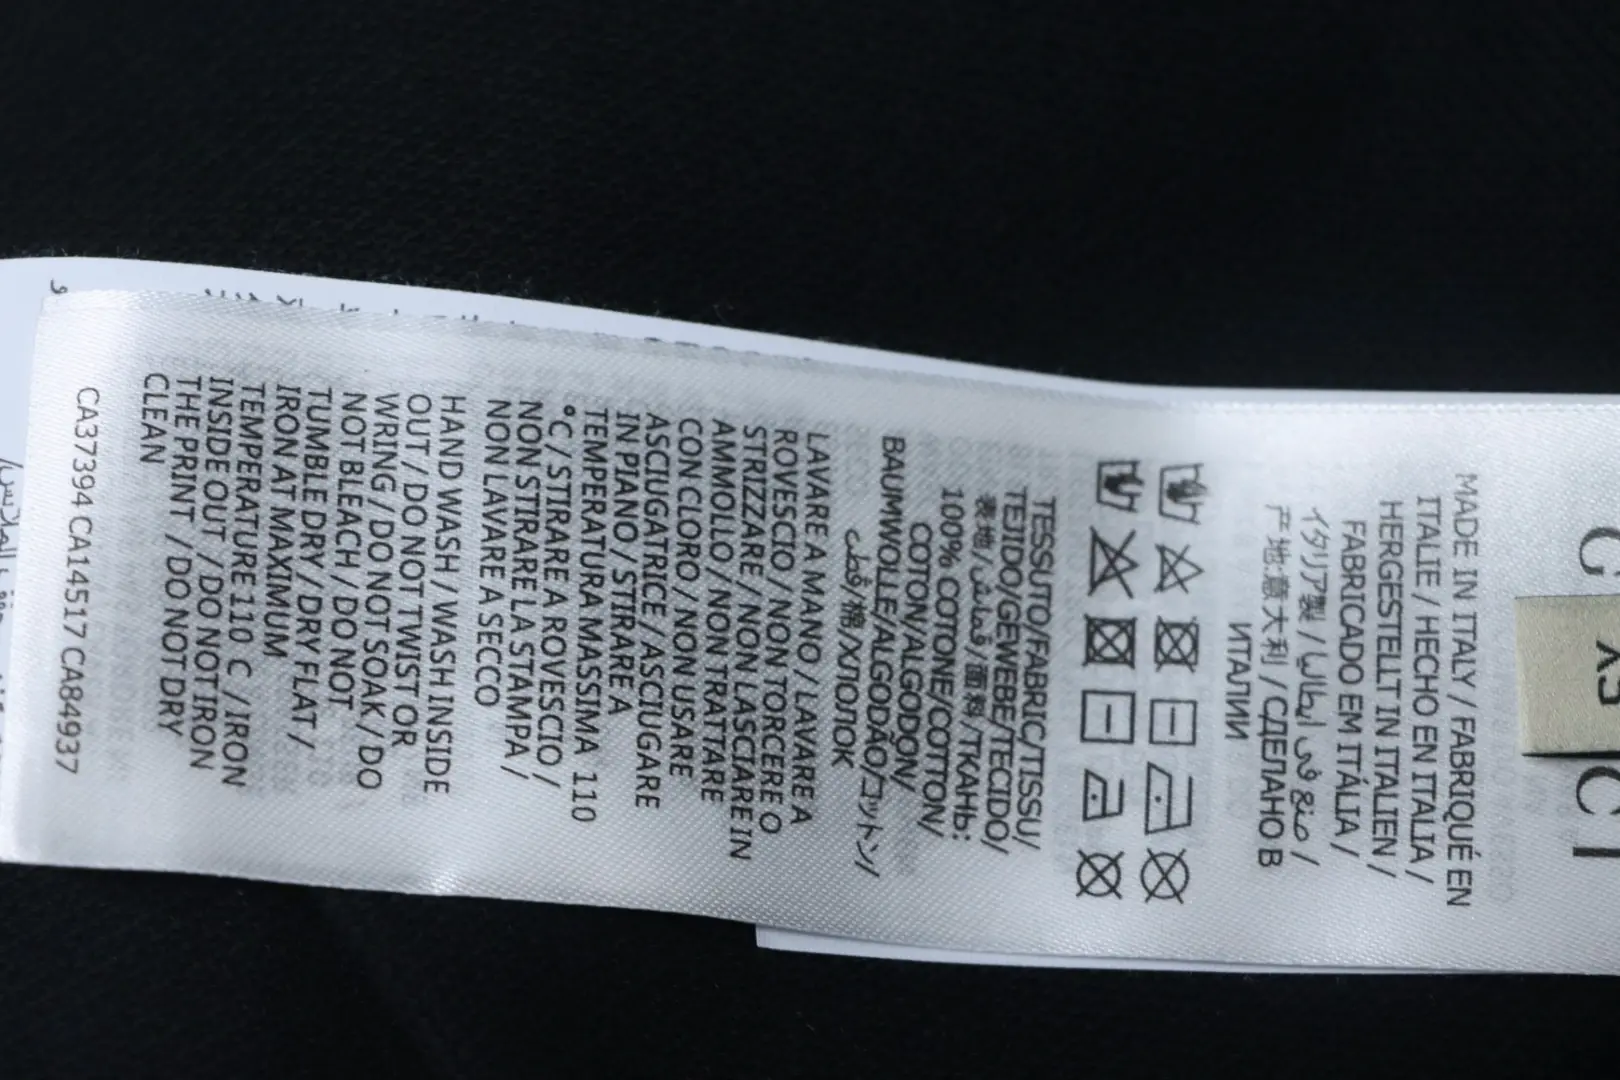 G
XS
CI
MADE IN ITALY / FABRIQUÉ EN
ITALIE / HECHO EN ITALIA /
HERGESTELLT IN ITALIEN /
FABRICADO EM ITÁLIA /
イタリア製 / صنع في ايطاليا /
产地:意大利 / СДЕЛАНО В
ИТАЛИИ
TESSUTO/FABRIC/TISSU/
TEJIDO/GEWEBE/TECIDO/
表地/قماش/面料/ТКАНЬ:
100% COTONE/COTTON/
COTON/ALGODON/
BAUMWOLLE/ALGODÃO/コットン/
قطن/棉/ХЛОПОК
LAVARE A MANO / LAVARE A
ROVESCIO / NON TORCERE O
STRIZZARE / NON LASCIARE IN
AMMOLLO / NON TRATTARE
CON CLORO / NON USARE
ASCIUGATRICE / ASCIUGARE
IN PIANO / STIRARE A
TEMPERATURA MASSIMA 110
°C / STIRARE A ROVESCIO /
NON STIRARE LA STAMPA /
NON LAVARE A SECCO
HAND WASH / WASH INSIDE
OUT / DO NOT TWIST OR
WRING / DO NOT SOAK / DO
NOT BLEACH / DO NOT
TUMBLE DRY / DRY FLAT /
IRON AT MAXIMUM
TEMPERATURE 110 C / IRON
INSIDE OUT / DO NOT IRON
THE PRINT / DO NOT DRY
CLEAN
CA37394 CA14517 CA84937